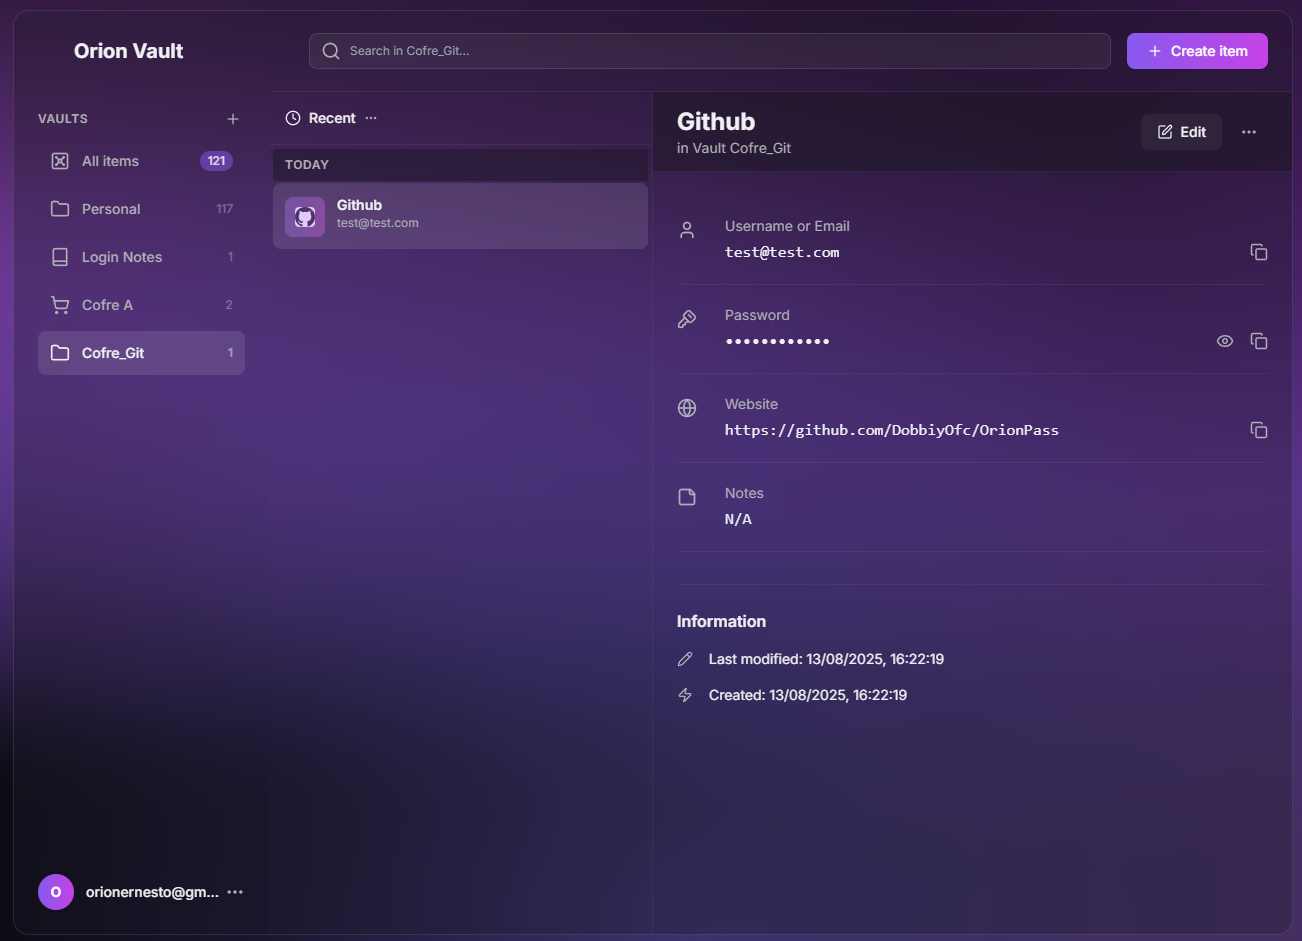 Orion Vault
Search in Cofre_Git...
Create item
VAULTS
All items 121
Personal 117
Login Notes 1
Cofre A 2
Cofre_Git 1
orionernesto@gm...
O
Recent
TODAY
Github
test@test.com
Github
in Vault Cofre_Git
Edit
Username or Email
test@test.com
Password
••••••••••••
Website
https://github.com/DobbiyOfc/OrionPass
Notes
N/A
Information
Last modified: 13/08/2025, 16:22:19
Created: 13/08/2025, 16:22:19